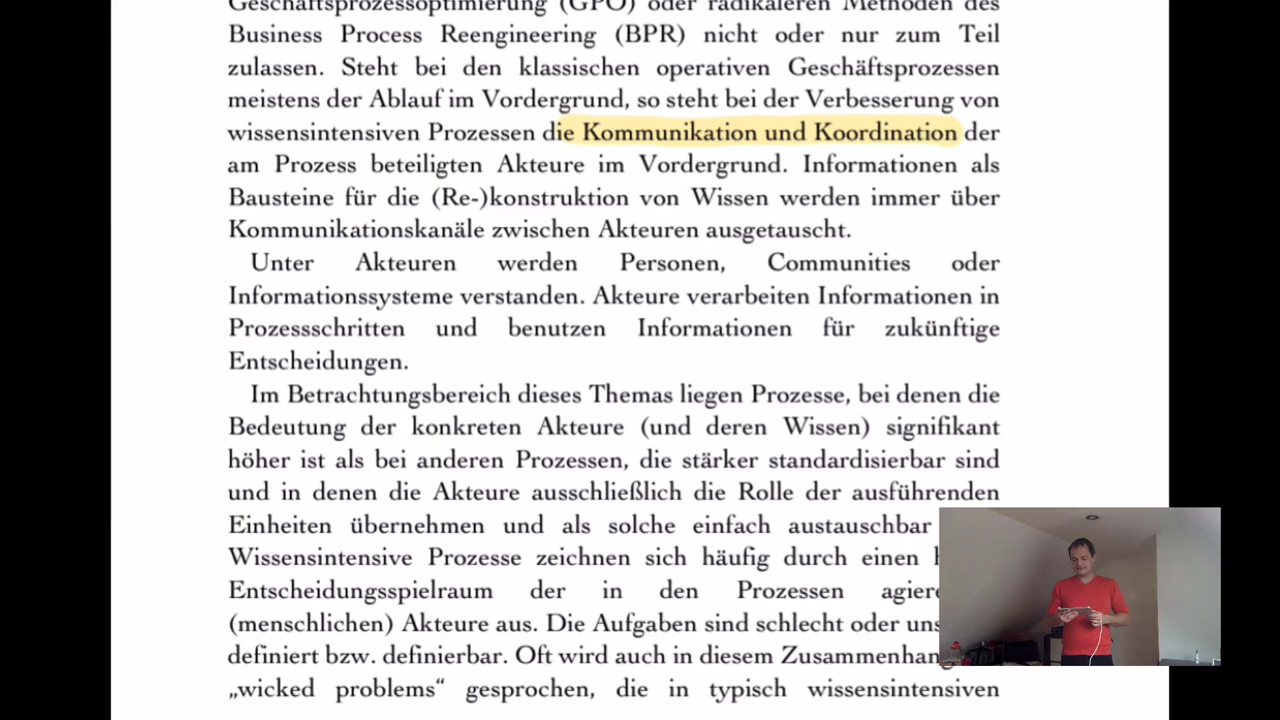 Geschäftsprozessoptimierung (GPO) oder radikaleren Methoden des
Business Process Reengineering (BPR) nicht oder nur zum Teil
zulassen. Steht bei den klassischen operativen Geschäftsprozessen
meistens der Ablauf im Vordergrund, so steht bei der Verbesserung von
wissensintensiven Prozessen die Kommunikation und Koordination der
am Prozess beteiligten Akteure im Vordergrund. Informationen als
Bausteine für die (Re-)konstruktion von Wissen werden immer über
Kommunikationskanäle zwischen Akteuren ausgetauscht.
Unter Akteuren werden Personen, Communities oder
Informationssysteme verstanden. Akteure verarbeiten Informationen in
Prozessschritten und benutzen Informationen für zukünftige
Entscheidungen.
Im Betrachtungsbereich dieses Themas liegen Prozesse, bei denen die
Bedeutung der konkreten Akteure (und deren Wissen) signifikant
höher ist als bei anderen Prozessen, die stärker standardisierbar sind
und in denen die Akteure ausschließlich die Rolle der ausführenden
Einheiten übernehmen und als solche einfach austauschbar
Wissensintensive Prozesse zeichnen sich häufig durch einen
Entscheidungsspielraum der in den Prozessen
(menschlichen) Akteure aus. Die Aufgaben sind schlecht oder
definiert bzw. definierbar. Oft wird auch in diesem Zusammenhang
„wicked problems“ gesprochen, die in typisch wissensintensiven